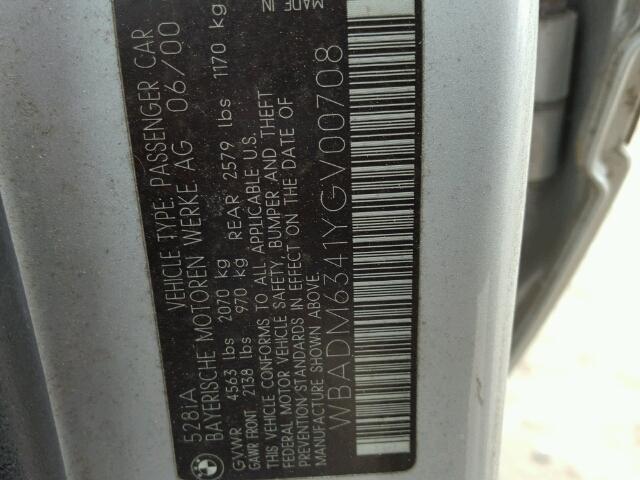 528iA VEHICLE TYPE: PASSENGER CAR
BAYERISCHE MOTOREN WERKE AG 06/00
GVWR 4563 lbs 2070 kg
GAWR FRONT 2138 lbs 970 kg REAR 2579 lbs 1170 kg
THIS VEHICLE CONFORMS TO ALL APPLICABLE U.S.
FEDERAL MOTOR VEHICLE SAFETY, BUMPER AND THEFT
STANDARDS IN EFFECT ON THE DATE OF
MANUFACTURE SHOWN ABOVE.
WBADM6341YGV00708
MADE IN